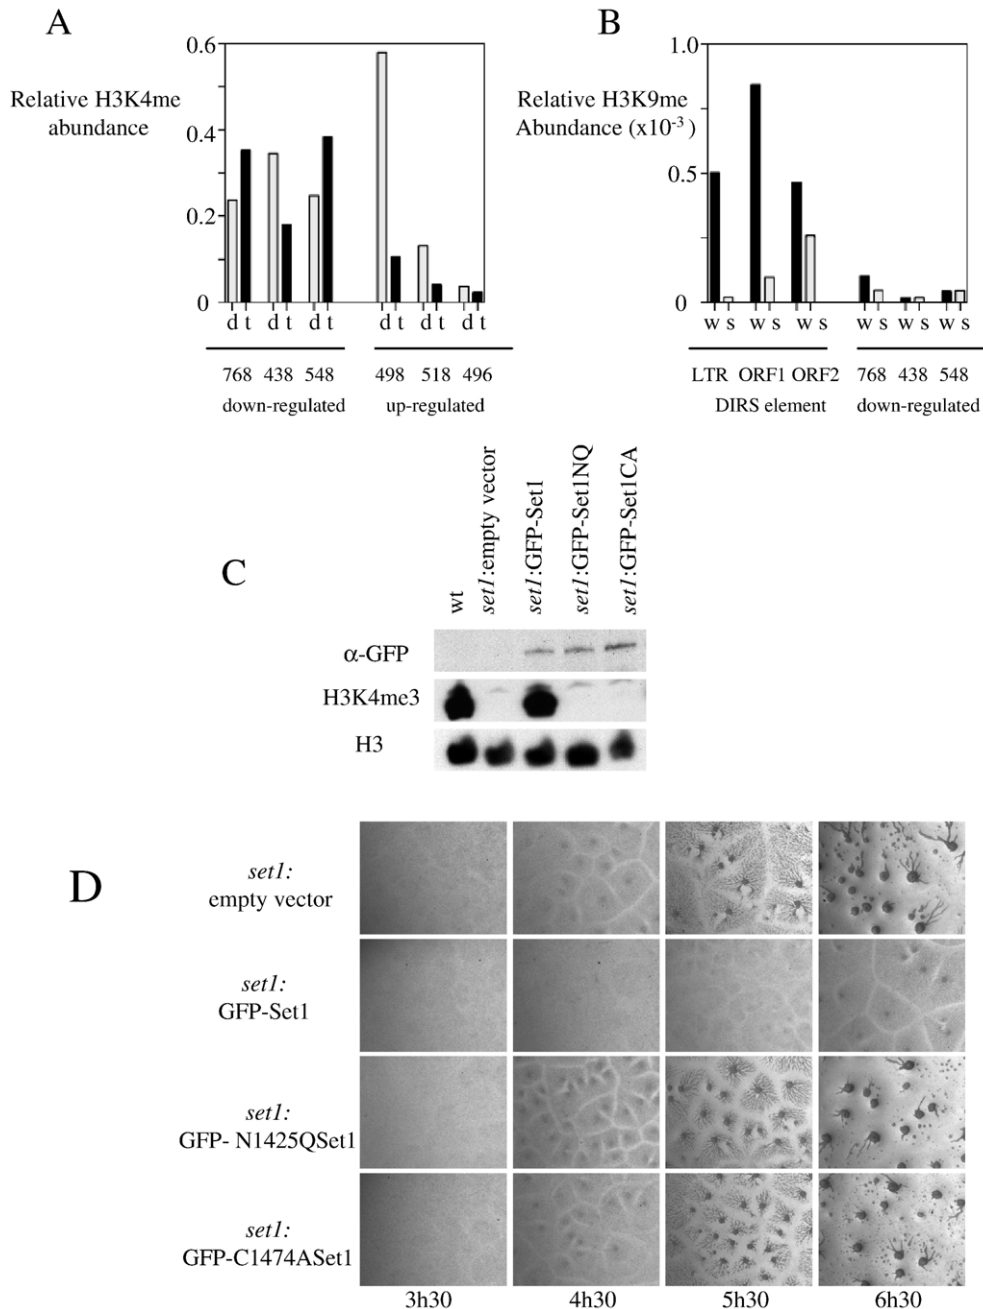 A
Relative H3K4me
abundance
0.6
0.4
0.2
0
d t d t d t d t d t d t
768 438 548 498 518 496
down-regulated up-regulated
B
Relative H3K9me
Abundance (x10-3)
1.0
0.5
0
w s w s w s w s w s w s
LTR ORF1 ORF2 768 438 548
DIRS element down-regulated
C
wt
set1:empty vector
set1:GFP-Set1
set1:GFP-Set1NQ
set1:GFP-Set1CA
α-GFP
H3K4me3
H3
D
set1:
empty vector
set1:
GFP-Set1
set1:
GFP- N1425QSet1
set1:
GFP-C1474ASet1
3h30 4h30 5h30 6h30